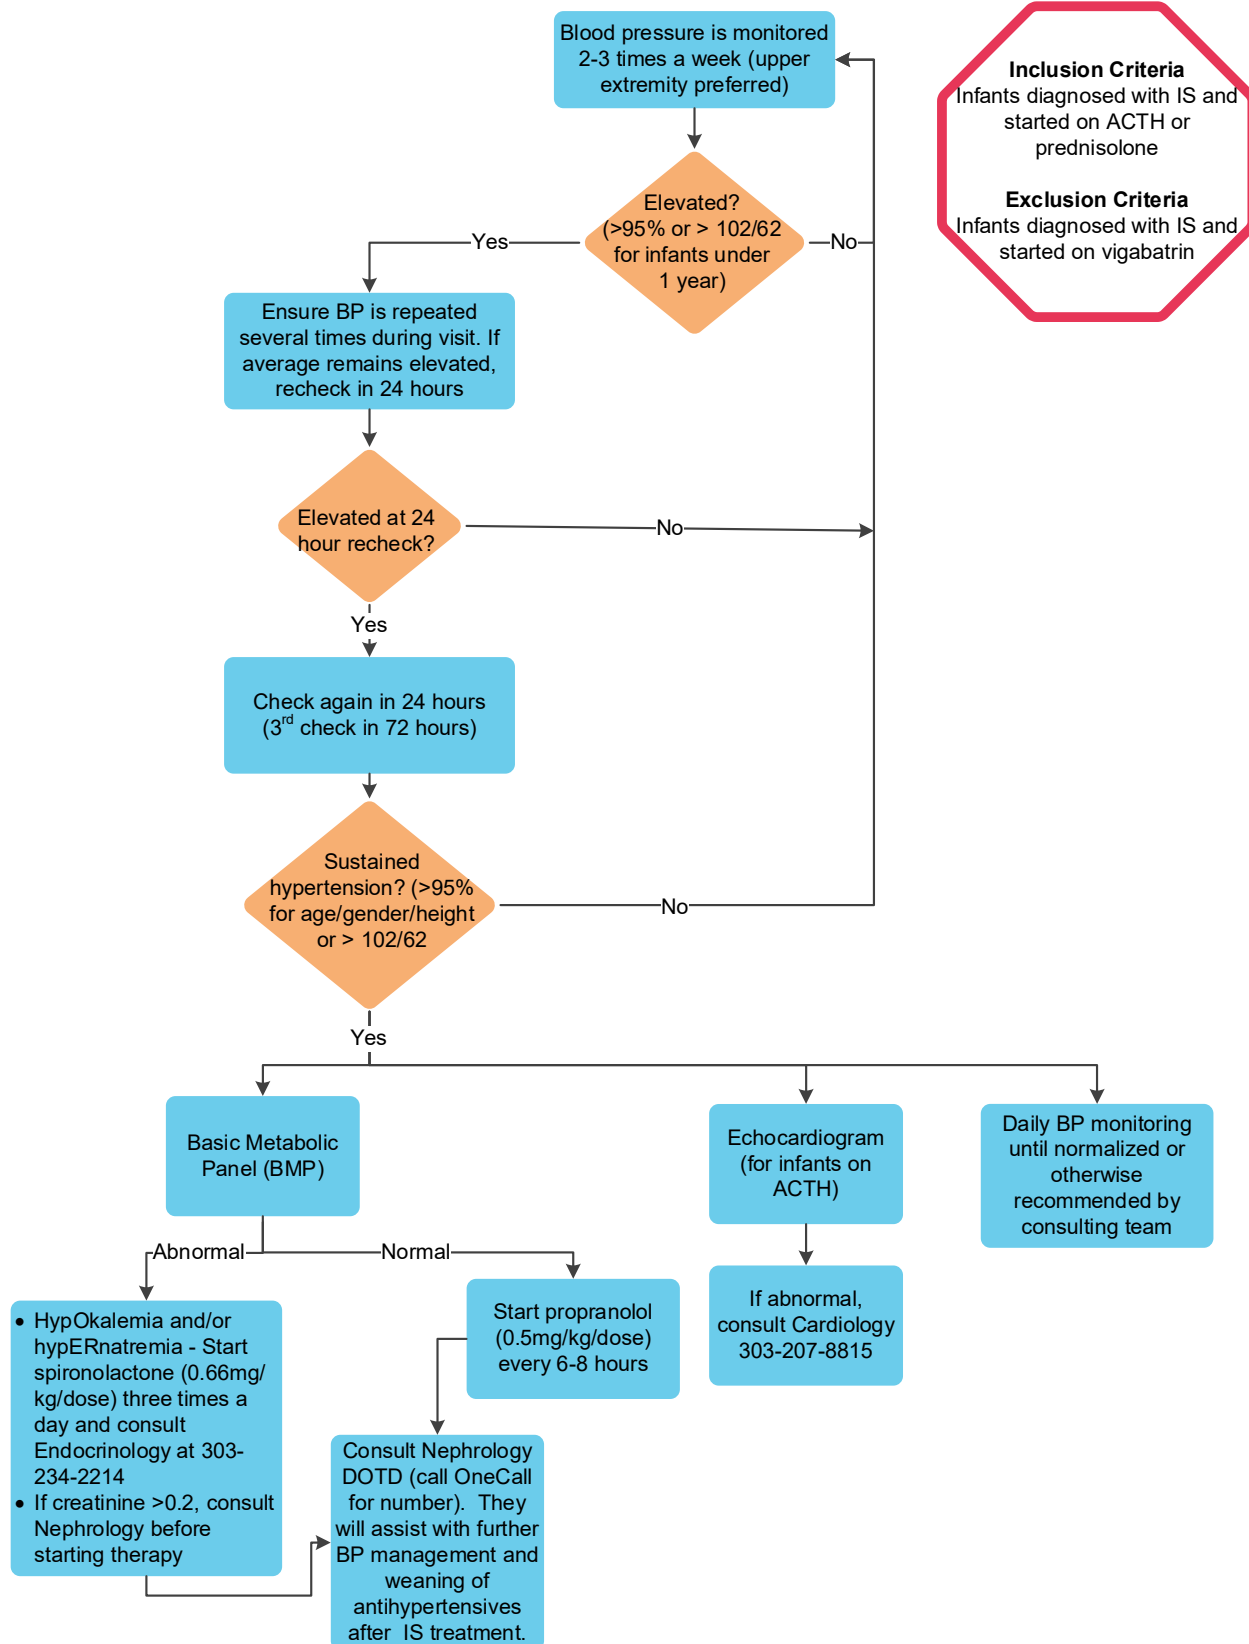 Blood pressure is monitored
2-3 times a week (upper
extremity preferred)
Inclusion Criteria
Infants diagnosed with IS and
started on ACTH or
prednisolone
Exclusion Criteria
Infants diagnosed with IS and
started on vigabatrin
Elevated?
(>95% or > 102/62
for infants under
1 year)
Yes
No
Ensure BP is repeated
several times during visit. If
average remains elevated,
recheck in 24 hours
Elevated at 24
hour recheck?
No
Yes
Check again in 24 hours
(3rd check in 72 hours)
Sustained
hypertension? (>95%
for age/gender/height
or > 102/62
No
Yes
Basic Metabolic
Panel (BMP)
Echocardiogram
(for infants on
ACTH)
Daily BP monitoring
until normalized or
otherwise
recommended by
consulting team
Abnormal
Normal
• HypOkalemia and/or
hypERnatremia - Start
spironolactone (0.66mg/
kg/dose) three times a
day and consult
Endocrinology at 303-
234-2214
• If creatinine >0.2, consult
Nephrology before
starting therapy
Start propranolol
(0.5mg/kg/dose)
every 6-8 hours
If abnormal,
consult Cardiology
303-207-8815
Consult Nephrology
DOTD (call OneCall
for number).  They
will assist with further
BP management and
weaning of
antihypertensives
after  IS treatment.